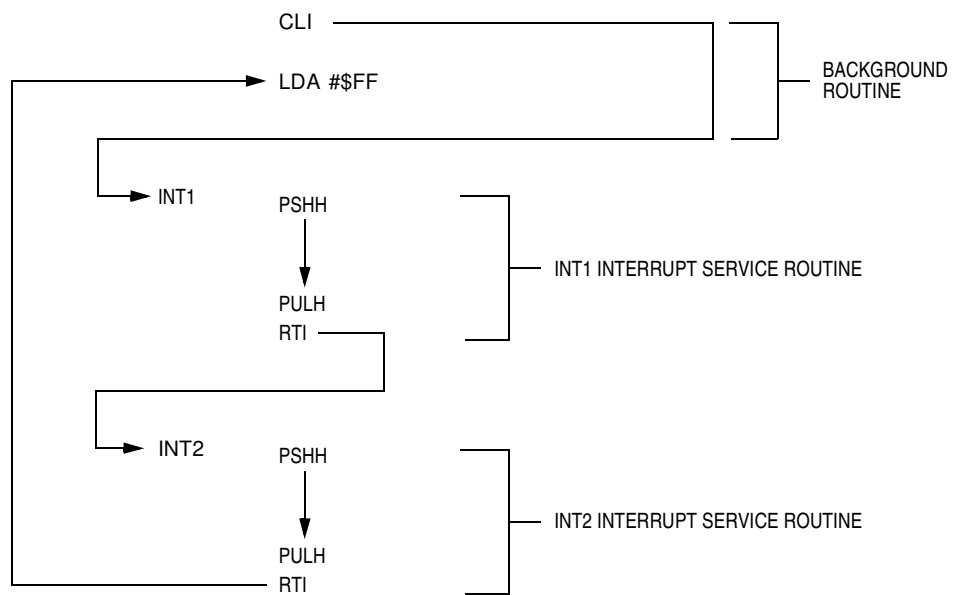 CLI
LDA #$FF
BACKGROUND
ROUTINE
INT1
PSHH
INT1 INTERRUPT SERVICE ROUTINE
PULH
RTI
INT2
PSHH
INT2 INTERRUPT SERVICE ROUTINE
PULH
RTI